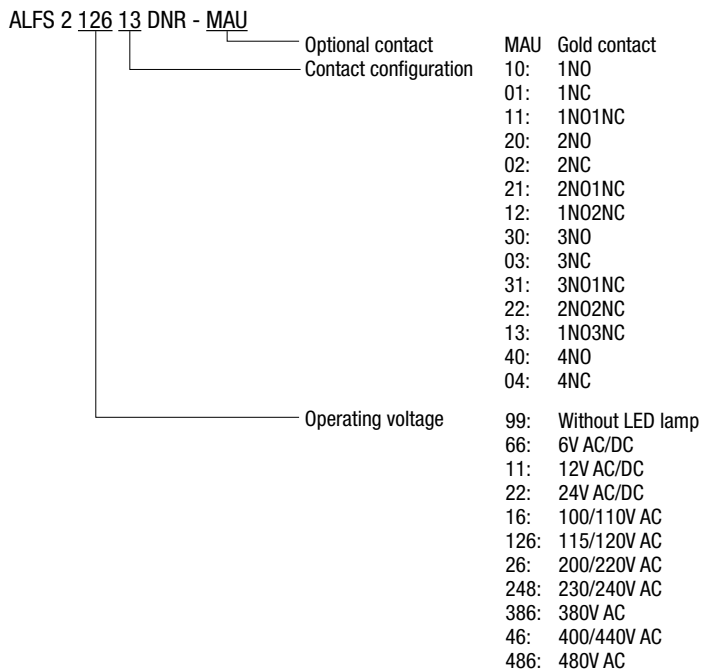 ALFS 2 126 13 DNR - MAU
Optional contact MAU Gold contact
Contact configuration 10: 1NO
01: 1NC
11: 1NO1NC
20: 2NO
02: 2NC
21: 2NO1NC
12: 1NO2NC
30: 3NO
03: 3NC
31: 3NO1NC
22: 2NO2NC
13: 1NO3NC
40: 4NO
04: 4NC
Operating voltage 99: Without LED lamp
66: 6V AC/DC
11: 12V AC/DC
22: 24V AC/DC
16: 100/110V AC
126: 115/120V AC
26: 200/220V AC
248: 230/240V AC
386: 380V AC
46: 400/440V AC
486: 480V AC